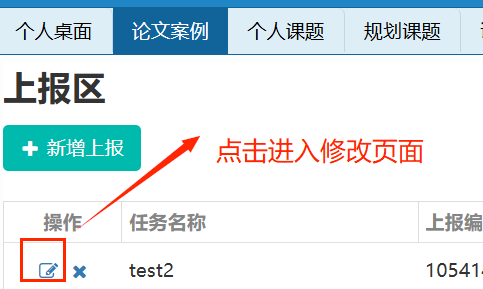 个人桌面 论文案例 个人课题 规划课题
上报区
新增上报
点击进入修改页面
操作 任务名称 上报编
test2 10541